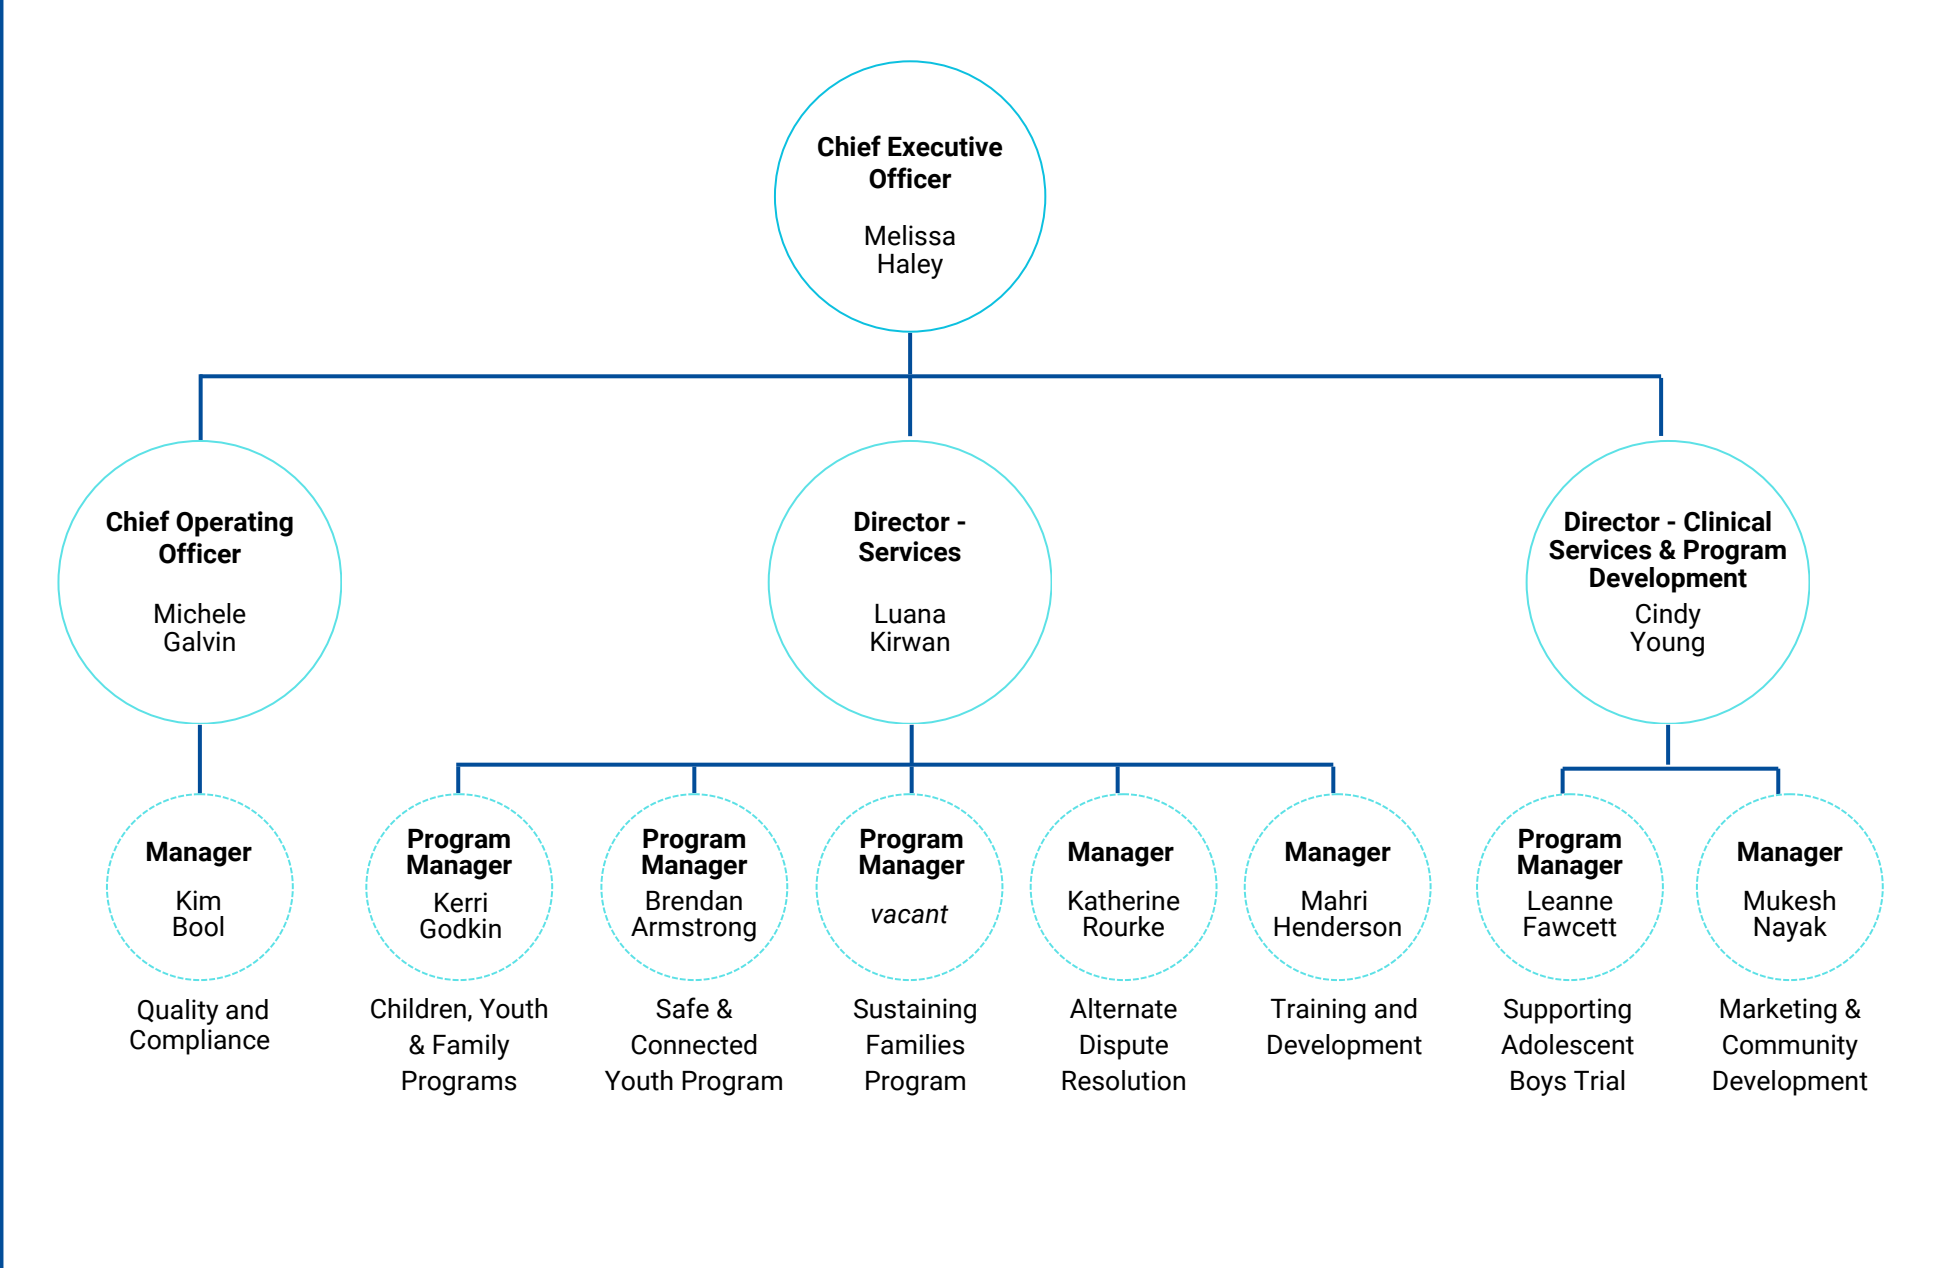 Chief Executive
Officer
Melissa
Haley
Chief Operating
Officer
Michele
Galvin
Director -
Services
Luana
Kirwan
Director - Clinical
Services & Program
Development
Cindy
Young
Manager
Kim
Bool
Quality and
Compliance
Program
Manager
Kerri
Godkin
Children, Youth
& Family
Programs
Program
Manager
Brendan
Armstrong
Safe &
Connected
Youth Program
Program
Manager
vacant
Sustaining
Families
Program
Manager
Katherine
Rourke
Alternate
Dispute
Resolution
Manager
Mahri
Henderson
Training and
Development
Program
Manager
Leanne
Fawcett
Supporting
Adolescent
Boys Trial
Manager
Mukesh
Nayak
Marketing &
Community
Development